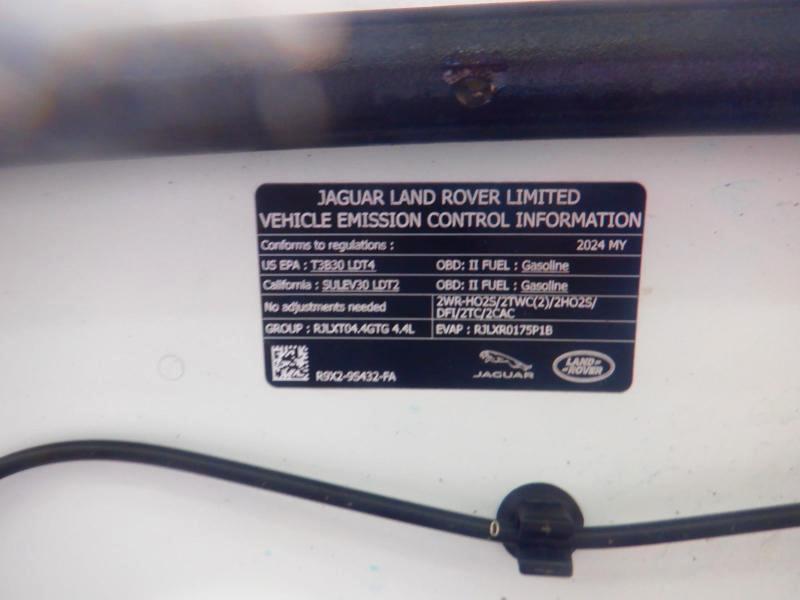 JAGUAR LAND ROVER LIMITED
VEHICLE EMISSION CONTROL INFORMATION
Conforms to regulations : 2024 MY
US EPA : T3B30 LDT4 OBD: II FUEL : Gasoline
California : SULEV30 LDT2 OBD: II FUEL : Gasoline
No adjustments needed 2WR-HO2S/2TWC(2)/2HO2S/
DFI/2TC/2CAC
GROUP : RJLXT04.4GTG 4.4L EVAP : RJLXR0175P1B
R9X2-9S432-FA
JAGUAR
LAND-
-ROVER